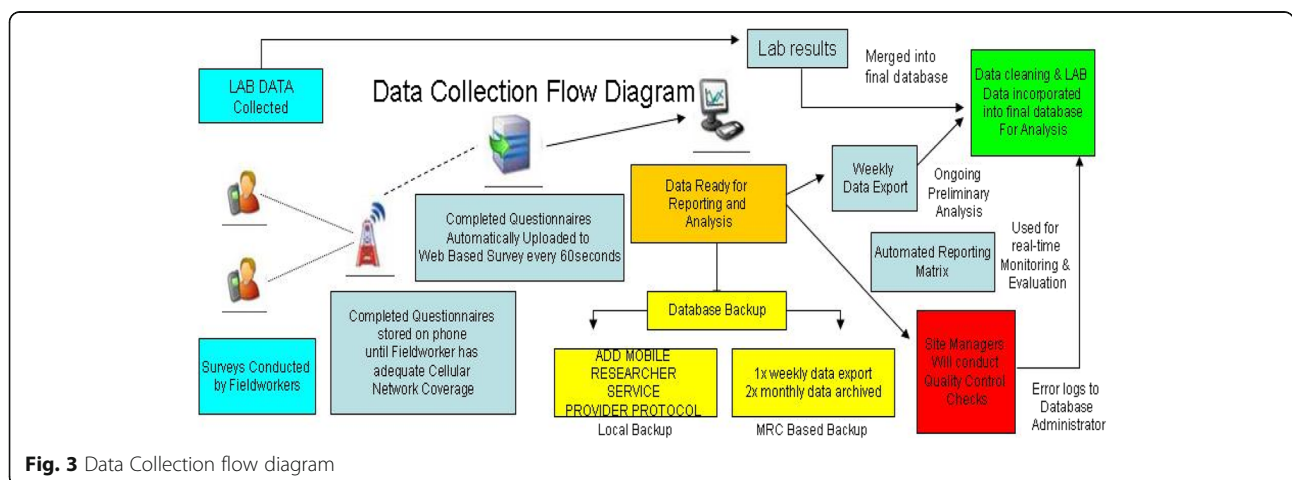 LAB DATA
Collected
Lab results
Merged into
final database
Data cleaning & LAB
Data incorporated
into final database
For Analysis
Data Collection Flow Diagram
Weekly
Data Export
Ongoing
Preliminary
Analysis
Data Ready for
Reporting and
Analysis
Completed Questionnaires
Automatically Uploaded to
Web Based Survey every 60seconds
Automated Reporting
Matrix
Used for
real-time
Monitoring &
Evaluation
Surveys Conducted
by Fieldworkers
Completed Questionnaires
stored on phone
until Fieldworker has
adequate Cellular
Network Coverage
Database Backup
ADD MOBILE
RESEARCHER
SERVICE
PROVIDER PROTOCOL
Local Backup
1x weekly data export
2x monthly data archived
MRC Based Backup
Site Managers
Will conduct
Quality Control
Checks
Error logs to
Database
Administrator
Fig. 3 Data Collection flow diagram